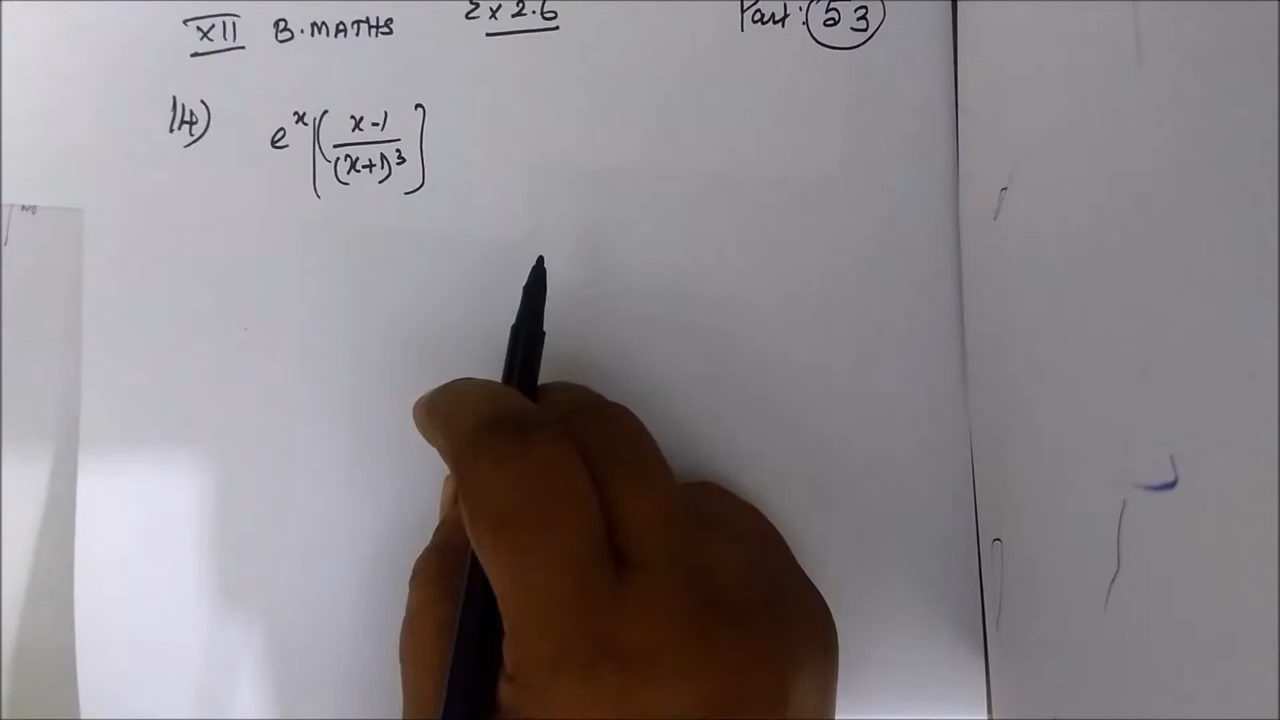 XII B.MATHS Ex 2.6 Part: 53
14) e^x [(x-1)/(x+1)^3]